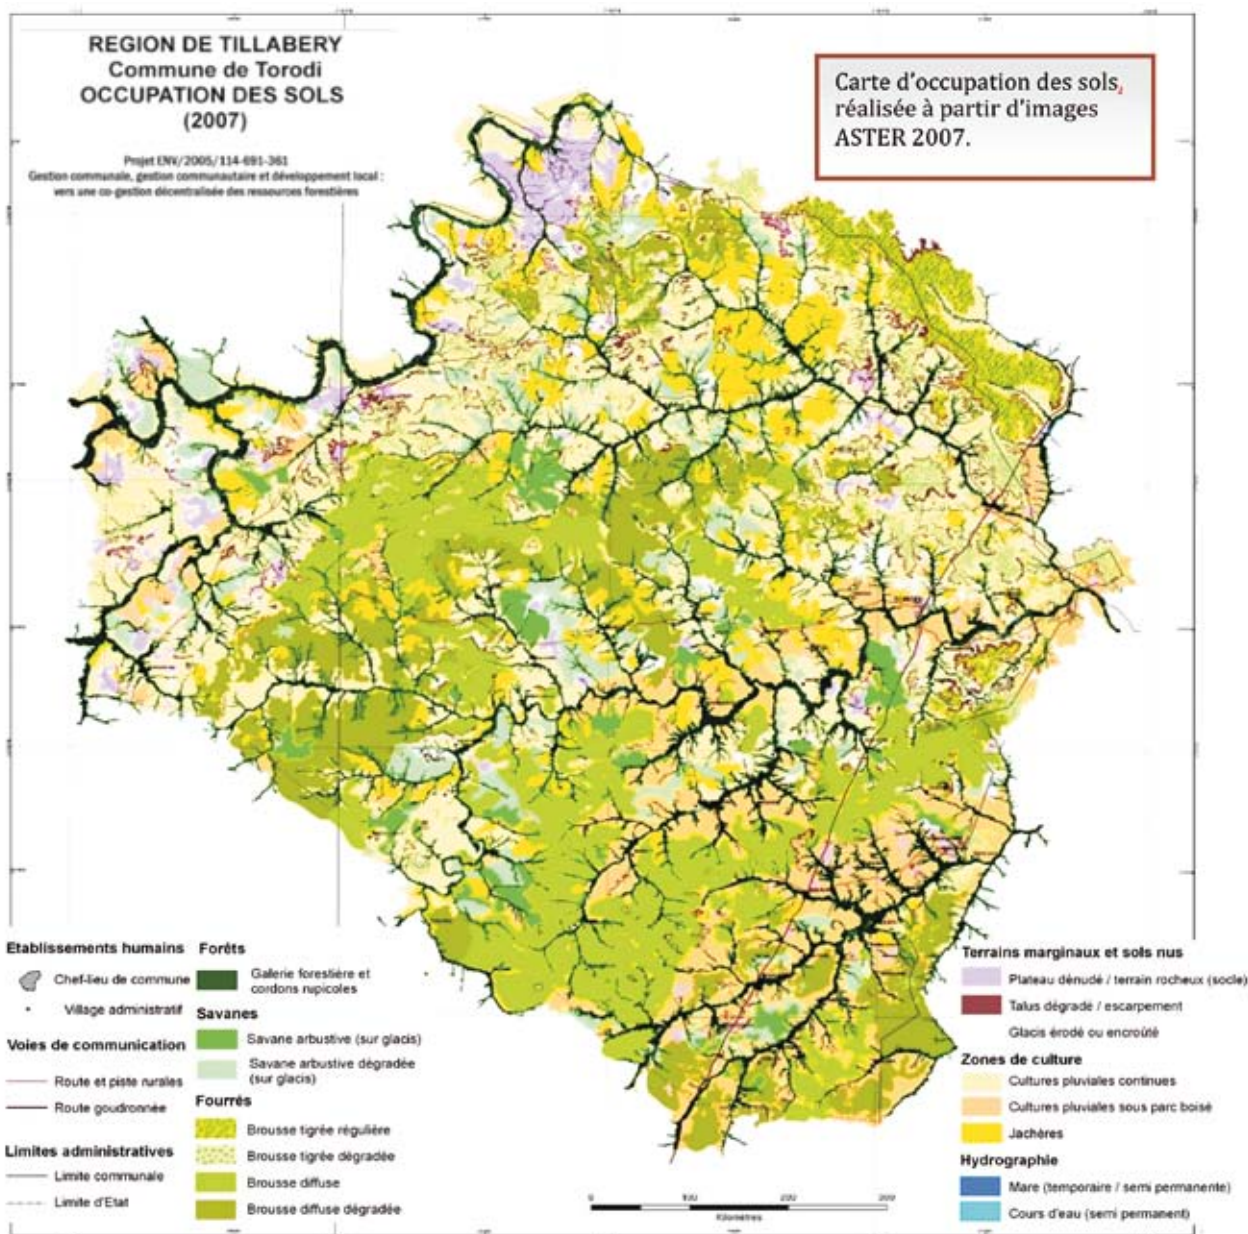 REGION DE TILLABERY
Commune de Torodi
OCCUPATION DES SOLS
(2007)
Projet ENV/2005/114-691-361
Gestion communale, gestion communautaire et développement local :
vers une co-gestion décentralisée des ressources forestières
Carte d'occupation des sols,
réalisée à partir d'images
ASTER 2007.
Etablissements humains
Chef-lieu de commune
Village administratif
Voies de communication
Route et piste rurales
Route goudronnée
Limites administratives
Limite communale
Limite d'Etat
Forêts
Galerie forestière et
cordons rupicoles
Savanes
Savane arbustive (sur glacis)
Savane arbustive dégradée
(sur glacis)
Fourrés
Brousse tigrée régulière
Brousse tigrée dégradée
Brousse diffuse
Brousse diffuse dégradée
0 100 200 300
Kilomètres
Terrains marginaux et sols nus
Plateau dénudé / terrain rocheux (socle)
Talus dégradé / escarpement
Glacis érodé ou encroûté
Zones de culture
Cultures pluviales continues
Cultures pluviales sous parc boisé
Jachères
Hydrographie
Mare (temporaire / semi permanente)
Cours d'eau (semi permanent)